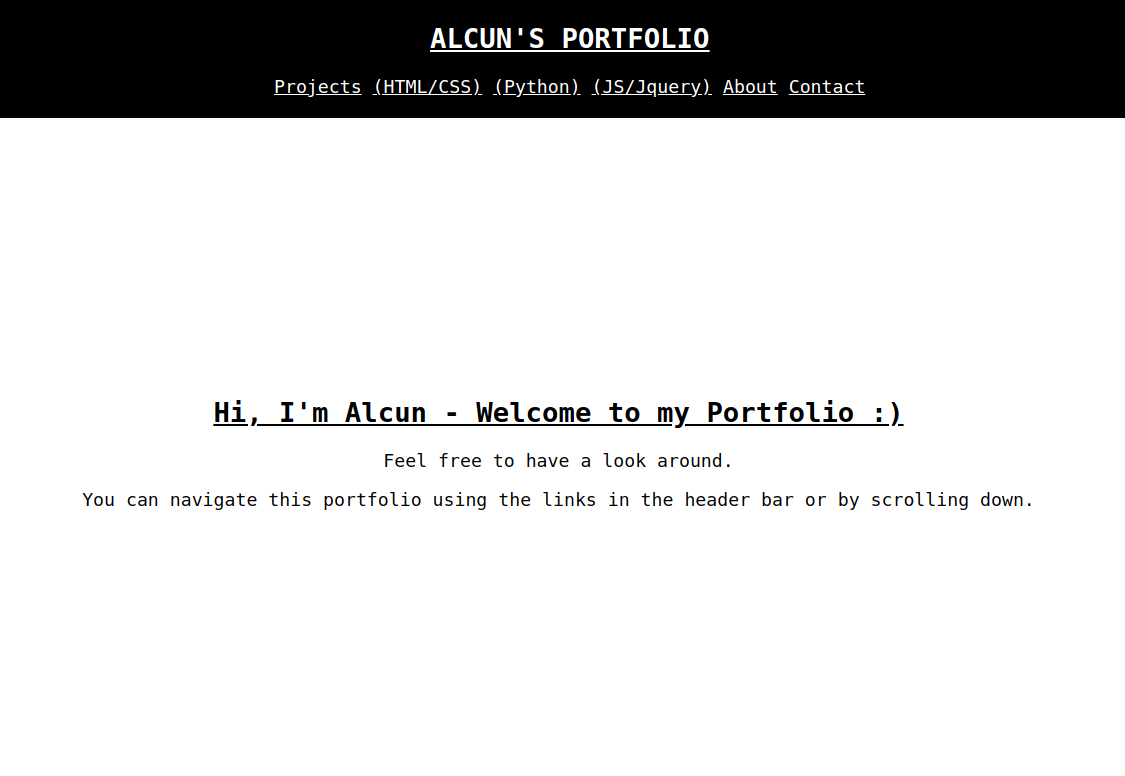 ALCUN'S PORTFOLIO
Projects (HTML/CSS) (Python) (JS/Jquery) About Contact
Hi, I'm Alcun - Welcome to my Portfolio :)
Feel free to have a look around.
You can navigate this portfolio using the links in the header bar or by scrolling down.